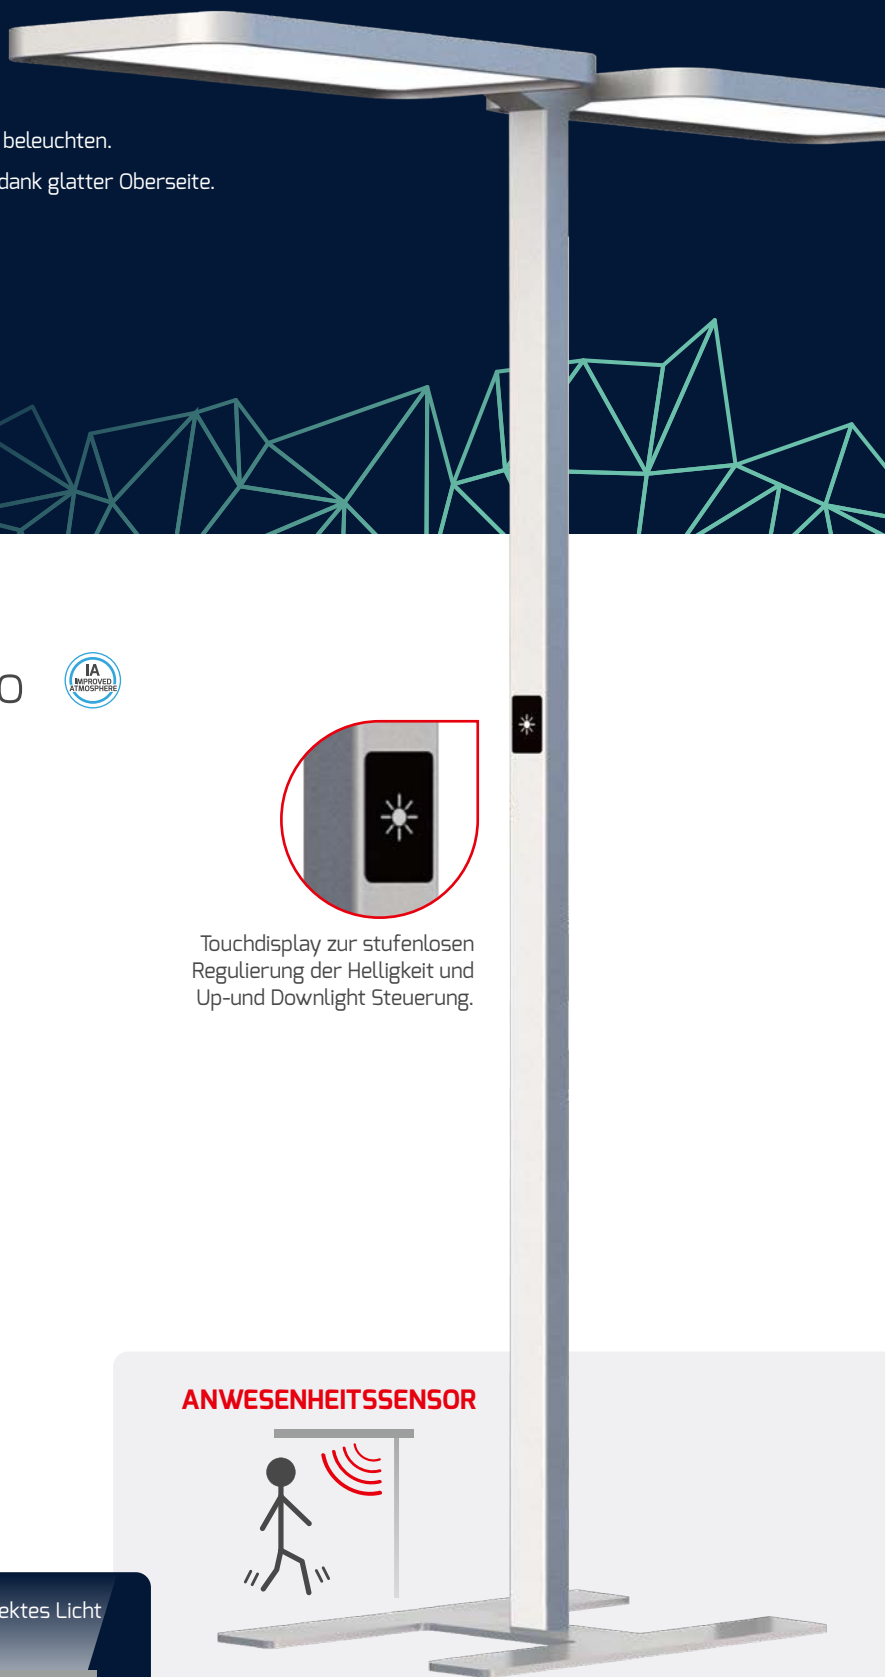 beleuchten.
dank glatter Oberseite.
o
IA
IMPROVED
ATMOSPHERE
Touchdisplay zur stufenlosen
Regulierung der Helligkeit und
Up-und Downlight Steuerung.
ANWESENHEITSSENSOR
ektes Licht